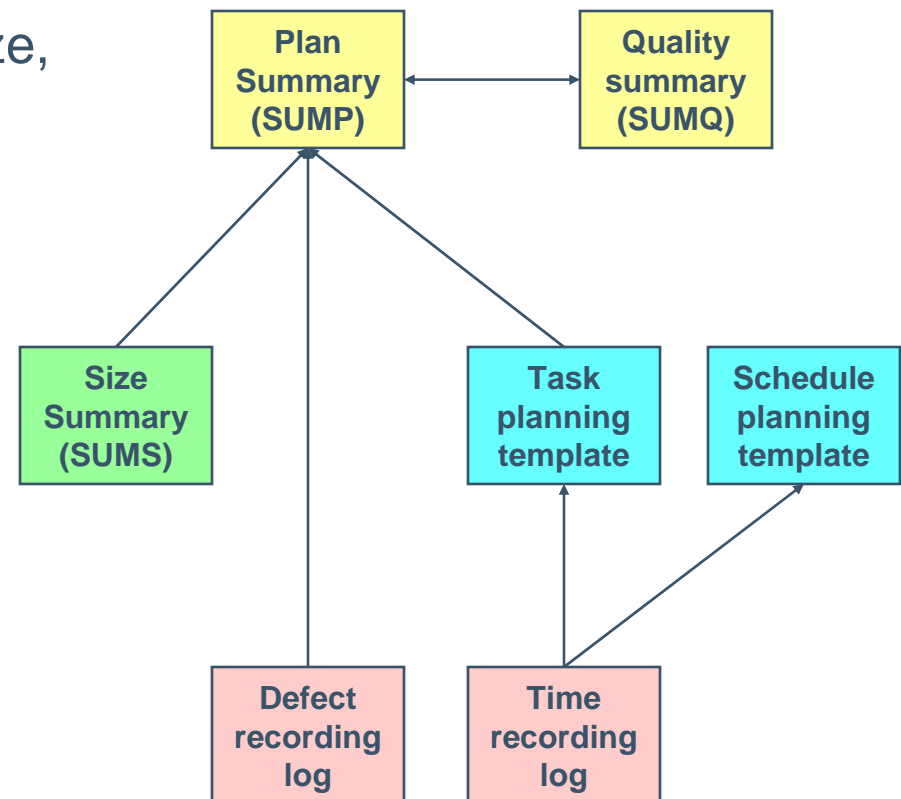 ze,
Plan
Summary
(SUMP)
Quality
summary
(SUMQ)
Size
Summary
(SUMS)
Task
planning
template
Schedule
planning
template
Defect
recording
log
Time
recording
log